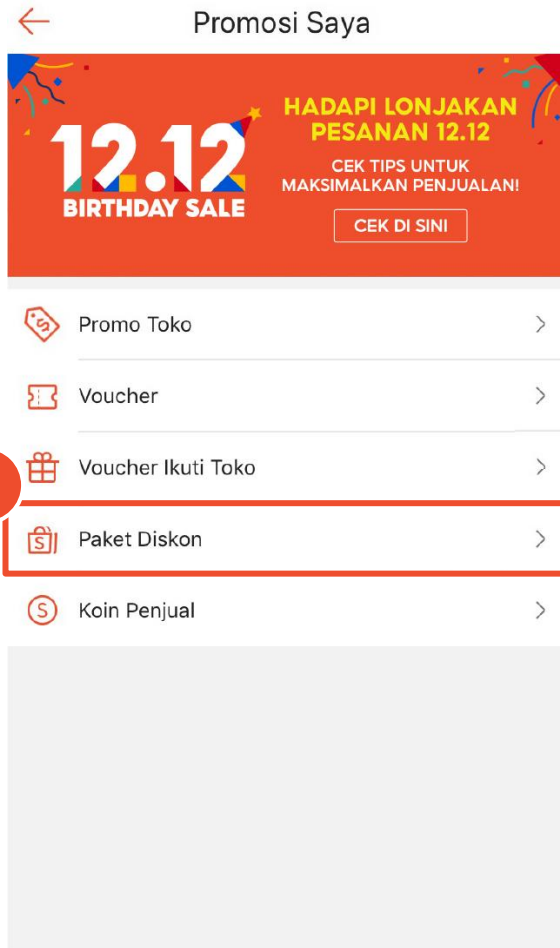 Promosi Saya
12.12
BIRTHDAY SALE
HADAPI LONJAKAN
PESANAN 12.12
CEK TIPS UNTUK
MAKSIMALKAN PENJUALAN!
CEK DI SINI
Promo Toko
Voucher
Voucher Ikuti Toko
Paket Diskon
Koin Penjual